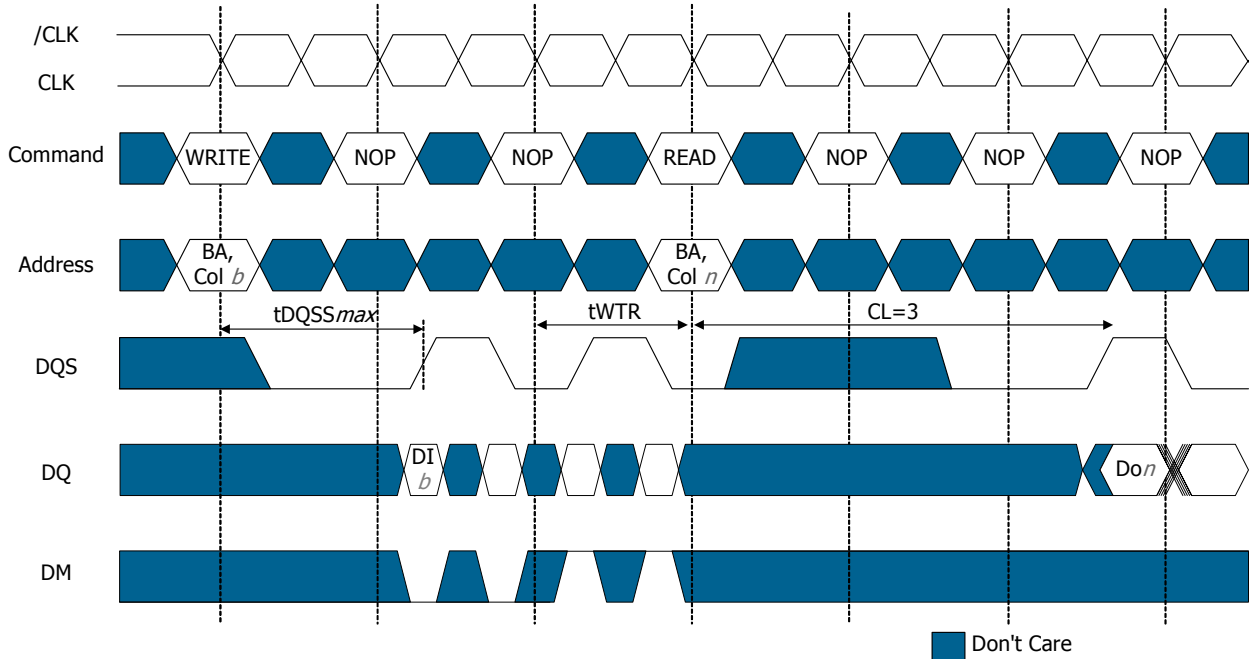 /CLK
CLK
Command
WRITE NOP NOP READ NOP NOP NOP
Address
BA,
Col b
BA,
Col n
tDQSSmax
tWTR
CL=3
DQS
DQ
DI
b
Don
DM
Don't Care